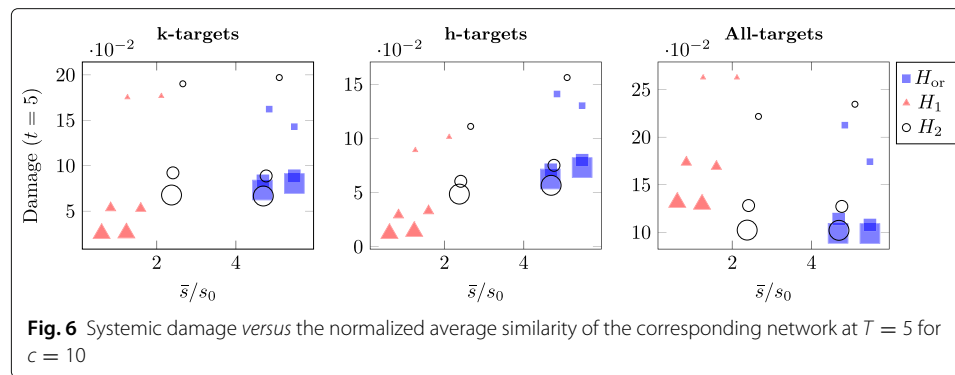 k-targets
h-targets
All-targets
·10⁻²
·10⁻²
·10⁻²
20
15
10
5
15
10
5
0
25
20
15
10
Damage (t = 5)
H_or
H_1
H_2
2
4
2
4
2
4
s̅/s₀
s̅/s₀
s̅/s₀
Fig. 6 Systemic damage versus the normalized average similarity of the corresponding network at T = 5 for
c = 10